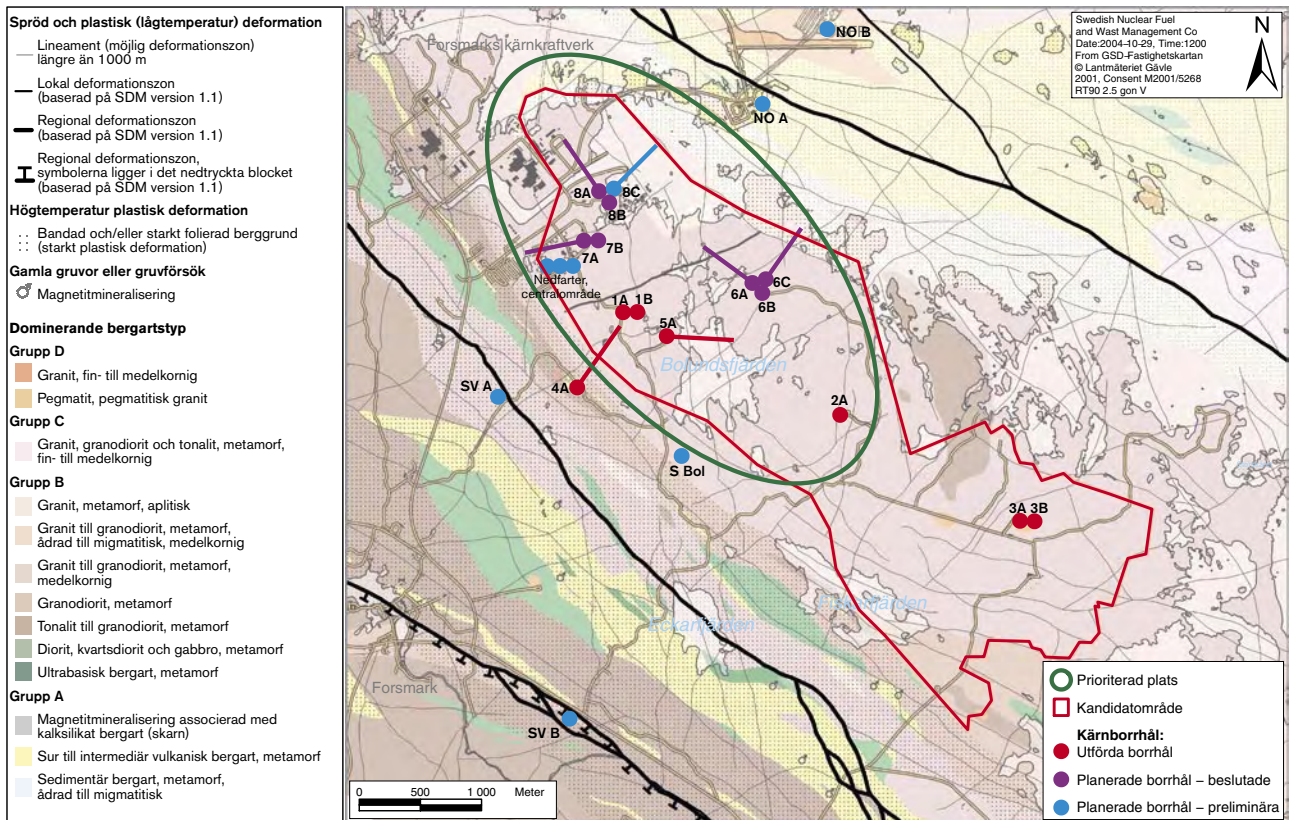 Spröd och plastisk (lågtemperatur) deformation
Lineament (möjlig deformationszon)
längre än 1000 m
Lokal deformationszon
(baserad på SDM version 1.1)
Regional deformationszon
(baserad på SDM version 1.1)
Regional deformationszon,
symbolerna ligger i det nedtryckta blocket
(baserad på SDM version 1.1)
Högtemperatur plastisk deformation
Bandad och/eller starkt folierad berggrund
(starkt plastisk deformation)
Gamla gruvor eller gruvförsök
Magnetitmineralisering
Dominerande bergartstyp
Grupp D
Granit, fin- till medelkornig
Pegmatit, pegmatitisk granit
Grupp C
Granit, granodiorit och tonalit, metamorf,
fin- till medelkornig
Grupp B
Granit, metamorf, aplitisk
Granit till granodiorit, metamorf,
ådrad till migmatitisk, medelkornig
Granit till granodiorit, metamorf,
medelkornig
Granodiorit, metamorf
Tonalit till granodiorit, metamorf
Diorit, kvartsdiorit och gabbro, metamorf
Ultrabasisk bergart, metamorf
Grupp A
Magnetitmineralisering associerad med
kalksilikat bergart (skarn)
Sur till intermediär vulkanisk bergart, metamorf
Sedimentär bergart, metamorf,
ådrad till migmatitisk
Swedish Nuclear Fuel
and Wast Management Co
Date:2004-10-29, Time:1200
From GSD-Fastighetskartan
© Lantmäteriet Gävle
2001, Consent M2001/5268
RT90 2.5 gon V
N
Forsmarks kärnkraftverk
NO B
NO A
8A
8C
8B
7B
7A
Nedfarter,
centralområde
6A
6C
6B
1A 1B
5A
Bolundsfjärden
4A
SV A
2A
S Bol
3A 3B
Fiskarfjärden
Eckarfjärden
Forsmark
SV B
0 500 1 000 Meter
Prioriterad plats
Kandidatområde
Kärnborrhål:
Utförda borrhål
Planerade borrhål – beslutade
Planerade borrhål – preliminära